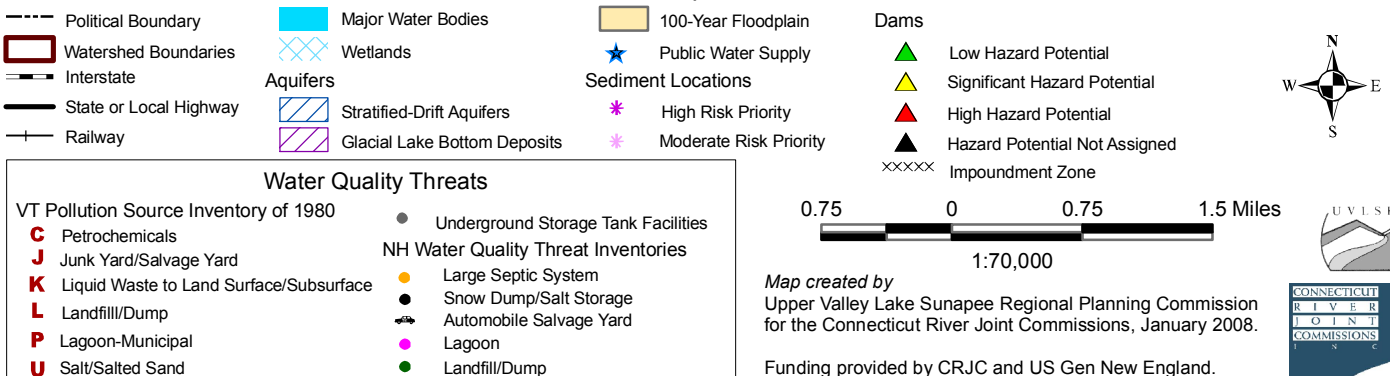 Political Boundary
Watershed Boundaries
Interstate
State or Local Highway
Railway
Major Water Bodies
Wetlands
Aquifers
Stratified-Drift Aquifers
Glacial Lake Bottom Deposits
100-Year Floodplain
Public Water Supply
Sediment Locations
High Risk Priority
Moderate Risk Priority
Dams
Low Hazard Potential
Significant Hazard Potential
High Hazard Potential
Hazard Potential Not Assigned
Impoundment Zone
N
W E
S
Water Quality Threats
VT Pollution Source Inventory of 1980
C Petrochemicals
J Junk Yard/Salvage Yard
K Liquid Waste to Land Surface/Subsurface
L Landfilll/Dump
P Lagoon-Municipal
U Salt/Salted Sand
Underground Storage Tank Facilities
NH Water Quality Threat Inventories
Large Septic System
Snow Dump/Salt Storage
Automobile Salvage Yard
Lagoon
Landfill/Dump
0.75 0 0.75 1.5 Miles
1:70,000
Map created by
Upper Valley Lake Sunapee Regional Planning Commission
for the Connecticut River Joint Commissions, January 2008.
Funding provided by CRJC and US Gen New England.
UVLS
CONNECTICUT
RIVER
JOINT
COMMISSIONS
INC